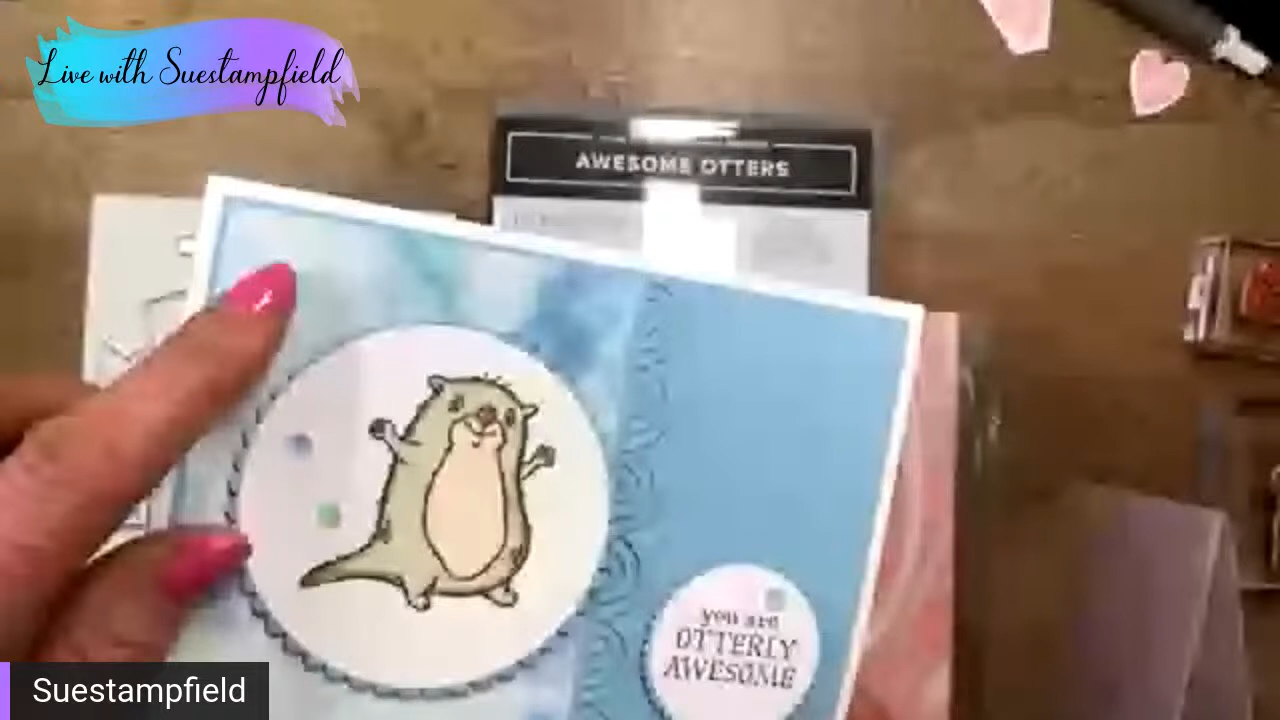 Live with Suestampfield
AWESOME OTTERS
you are
OTTERLY
AWESOME
Suestampfield